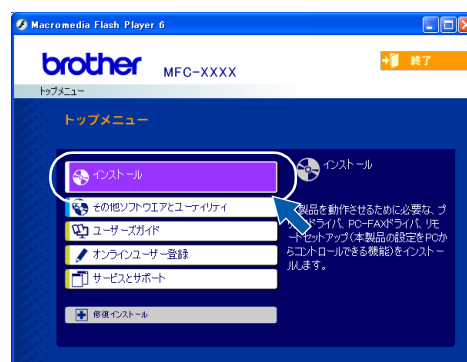 Macromedia Flash Player 6
brother MFC-XXXX
終了
トップメニュー
トップメニュー
インストール
その他ソフトウエアとユーティリティ
ユーザーズガイド
オンラインユーザー登録
サービスとサポート
修復インストール
インストール
製品を動作させるために必要な、プ
ドライバ、PC-FAXドライバ、リモ
ートセットアップ(本製品の設定をPCか
らコントロールできる機能)をインストー
ルします。